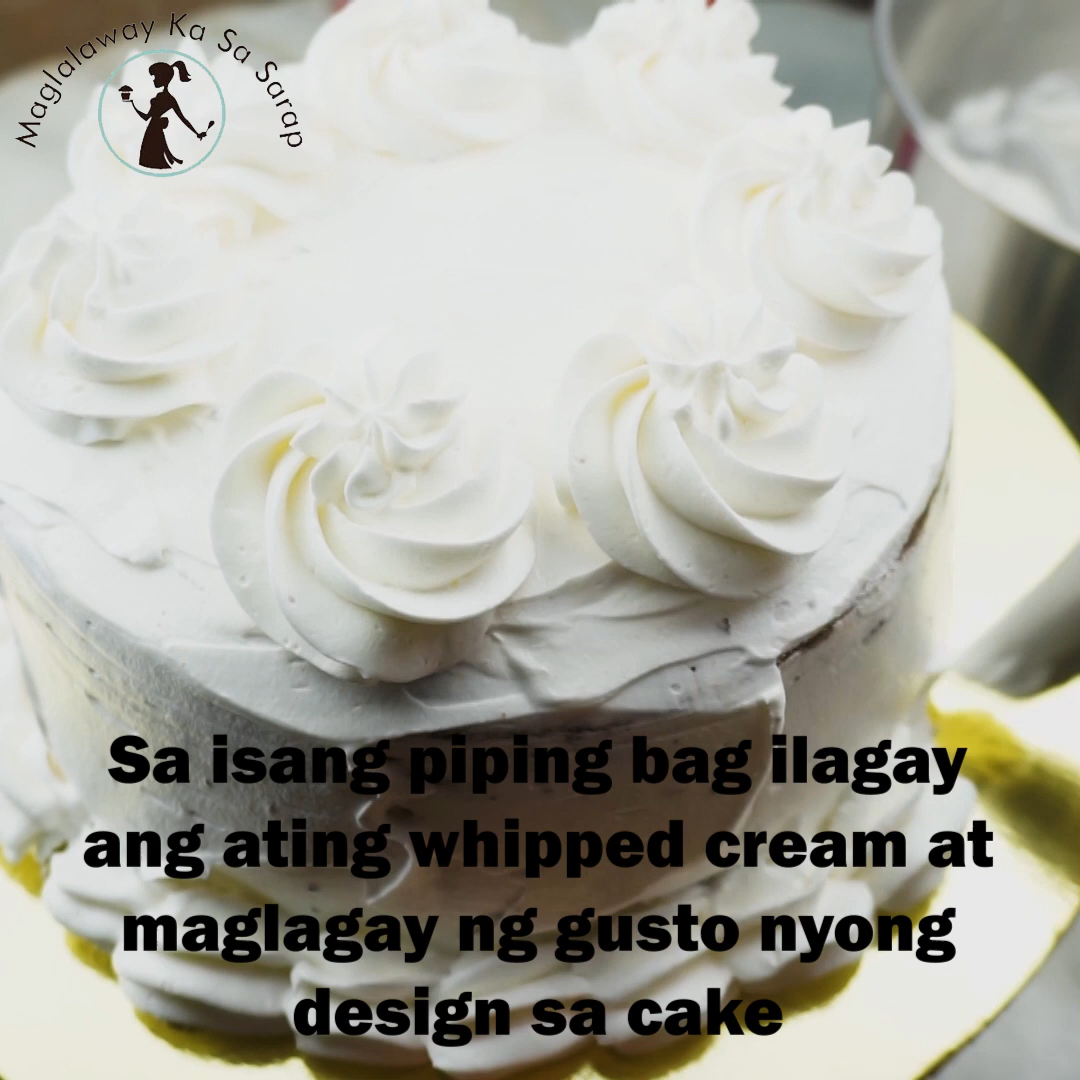 Maglalaway Ka Sa Sarap
Sa isang piping bag ilagay
ang ating whipped cream at
maglagay ng gusto nyong
design sa cake